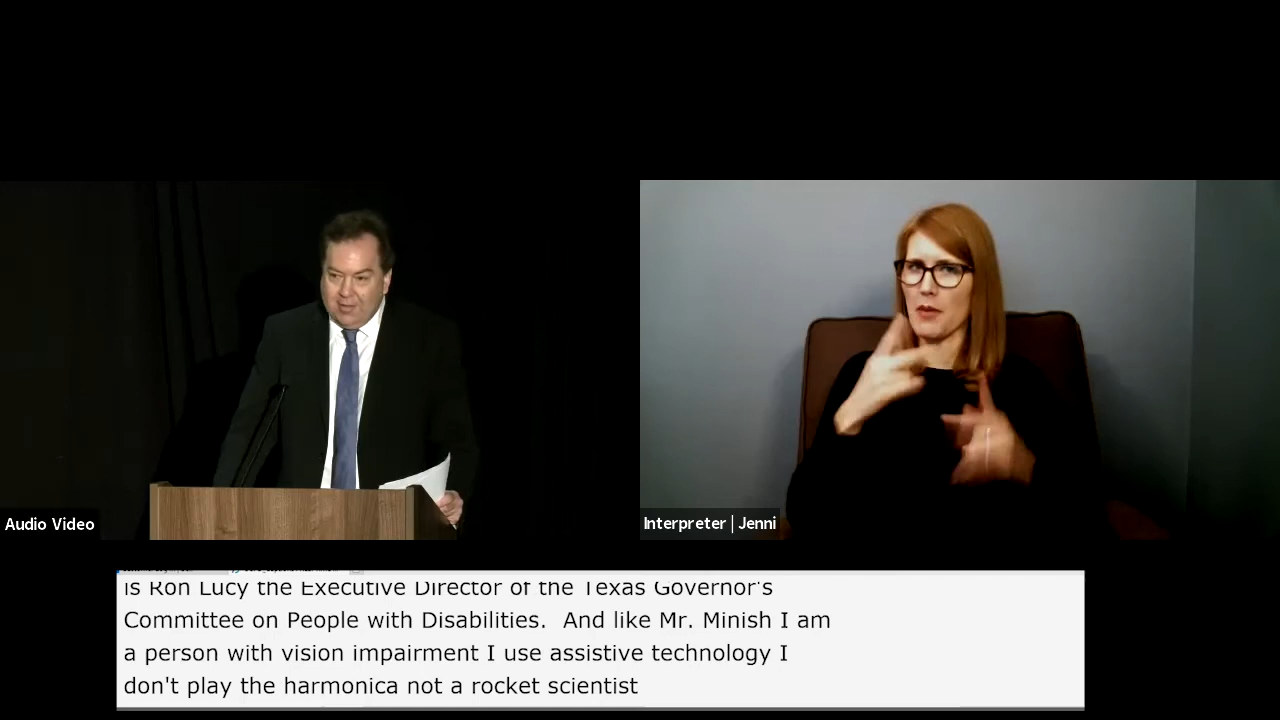 Audio Video
Interpreter | Jenni
is Ron Lucy the Executive Director of the Texas Governor's
Committee on People with Disabilities.  And like Mr. Minish I am
a person with vision impairment I use assistive technology I
don't play the harmonica not a rocket scientist